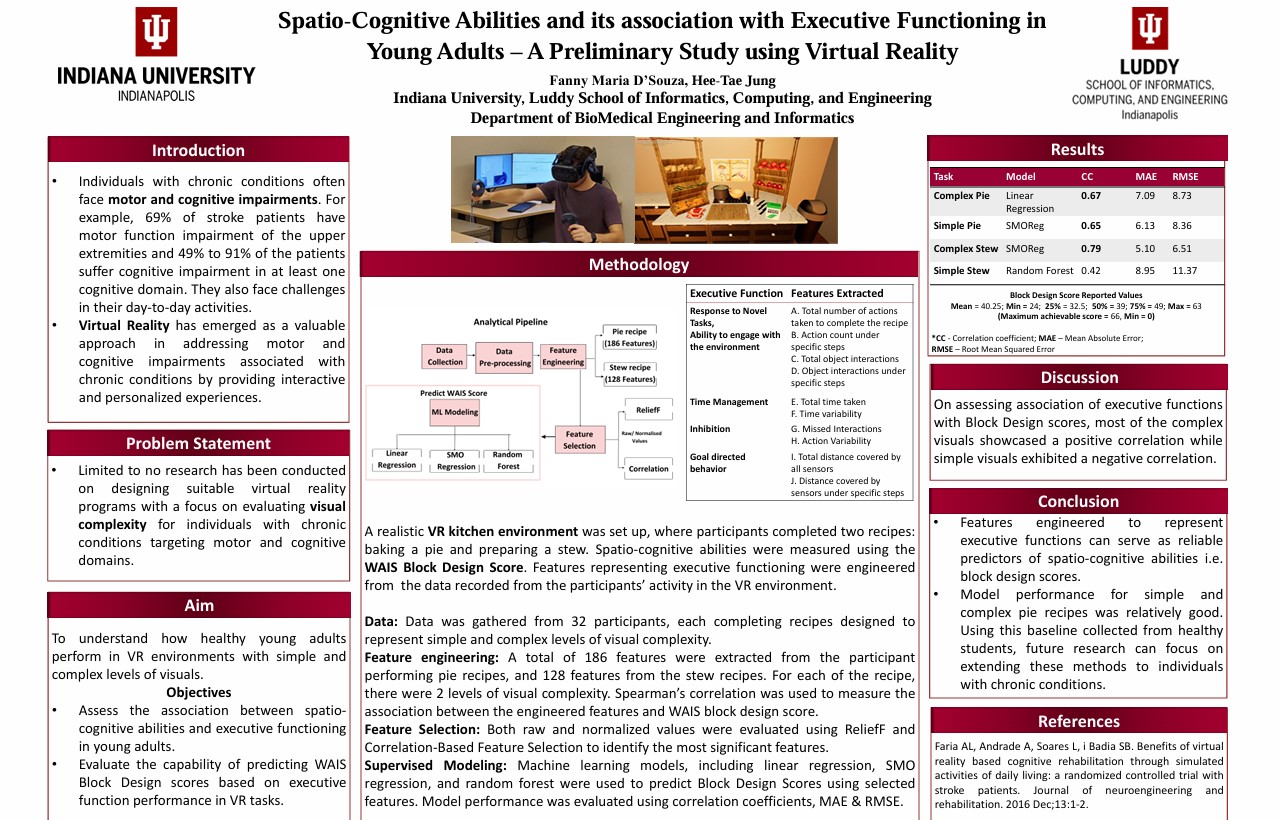 INDIANA UNIVERSITY
INDIANAPOLIS
Spatio-Cognitive Abilities and its association with Executive Functioning in
Young Adults – A Preliminary Study using Virtual Reality
Fanny Maria D'Souza, Hee-Tae Jung
Indiana University, Luddy School of Informatics, Computing, and Engineering
Department of BioMedical Engineering and Informatics
LUDDY
SCHOOL OF INFORMATICS,
COMPUTING, AND ENGINEERING
Indianapolis
Introduction
• Individuals with chronic conditions often
face motor and cognitive impairments. For
example, 69% of stroke patients have
motor function impairment of the upper
extremities and 49% to 91% of the patients
suffer cognitive impairment in at least one
cognitive domain. They also face challenges
in their day-to-day activities.
• Virtual Reality has emerged as a valuable
approach in addressing motor and
cognitive impairments associated with
chronic conditions by providing interactive
and personalized experiences.
Problem Statement
• Limited to no research has been conducted
on designing suitable virtual reality
programs with a focus on evaluating visual
complexity for individuals with chronic
conditions targeting motor and cognitive
domains.
Aim
To understand how healthy young adults
perform in VR environments with simple and
complex levels of visuals.
Objectives
• Assess the association between spatio-
cognitive abilities and executive functioning
in young adults.
• Evaluate the capability of predicting WAIS
Block Design scores based on executive
function performance in VR tasks.
Methodology
Analytical Pipeline
Data
Collection
Data
Pre-processing
Feature
Engineering
Pie recipe
(186 Features)
Stew recipe
(128 Features)
Predict WAIS Score
ML Modeling
Linear
Regression
SMO
Regression
Random
Forest
Feature
Selection
ReliefF
Raw/ Normalised
Values
Correlation
Executive Function Features Extracted
Response to Novel
Tasks,
Ability to engage with
the environment
A. Total number of actions
taken to complete the recipe
B. Action count under
specific steps
C. Total object interactions
D. Object interactions under
specific steps
Time Management
E. Total time taken
F. Time variability
Inhibition
G. Missed Interactions
H. Action Variability
Goal directed
behavior
I. Total distance covered by
all sensors
J. Distance covered by
sensors under specific steps
A realistic VR kitchen environment was set up, where participants completed two recipes:
baking a pie and preparing a stew. Spatio-cognitive abilities were measured using the
WAIS Block Design Score. Features representing executive functioning were engineered
from the data recorded from the participants' activity in the VR environment.
Data: Data was gathered from 32 participants, each completing recipes designed to
represent simple and complex levels of visual complexity.
Feature engineering: A total of 186 features were extracted from the participant
performing pie recipes, and 128 features from the stew recipes. For each of the recipe,
there were 2 levels of visual complexity. Spearman's correlation was used to measure the
association between the engineered features and WAIS block design score.
Feature Selection: Both raw and normalized values were evaluated using ReliefF and
Correlation-Based Feature Selection to identify the most significant features.
Supervised Modeling: Machine learning models, including linear regression, SMO
regression, and random forest were used to predict Block Design Scores using selected
features. Model performance was evaluated using correlation coefficients, MAE & RMSE.
Results
Task Model CC MAE RMSE
Complex Pie Linear Regression 0.67 7.09 8.73
Simple Pie SMOReg 0.65 6.13 8.36
Complex Stew SMOReg 0.79 5.10 6.51
Simple Stew Random Forest 0.42 8.95 11.37
Block Design Score Reported Values
Mean = 40.25; Min = 24; 25% = 32.5; 50% = 39; 75% = 49; Max = 63
(Maximum achievable score = 66, Min = 0)
*CC - Correlation coefficient; MAE – Mean Absolute Error;
RMSE – Root Mean Squared Error
Discussion
On assessing association of executive functions
with Block Design scores, most of the complex
visuals showcased a positive correlation while
simple visuals exhibited a negative correlation.
Conclusion
• Features engineered to represent
executive functions can serve as reliable
predictors of spatio-cognitive abilities i.e.
block design scores.
• Model performance for simple and
complex pie recipes was relatively good.
Using this baseline collected from healthy
students, future research can focus on
extending these methods to individuals
with chronic conditions.
References
Faria AL, Andrade A, Soares L, i Badia SB. Benefits of virtual
reality based cognitive rehabilitation through simulated
activities of daily living: a randomized controlled trial with
stroke patients. Journal of neuroengineering and
rehabilitation. 2016 Dec;13:1-2.